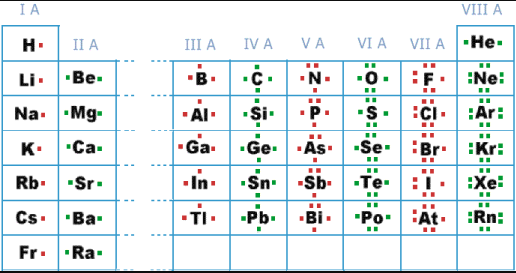 I A VIII A
H He
II A III A IV A V A VI A VII A
Li Be B C N O F Ne
Na Mg Al Si P S Cl Ar
K Ca Ga Ge As Se Br Kr
Rb Sr In Sn Sb Te I Xe
Cs Ba Tl Pb Bi Po At Rn
Fr Ra